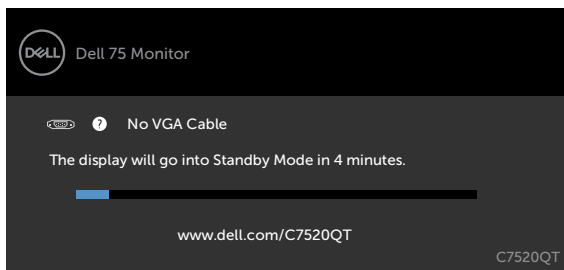 DELL
Dell 75 Monitor
? No VGA Cable
The display will go into Standby Mode in 4 minutes.
www.dell.com/C7520QT
C7520QT